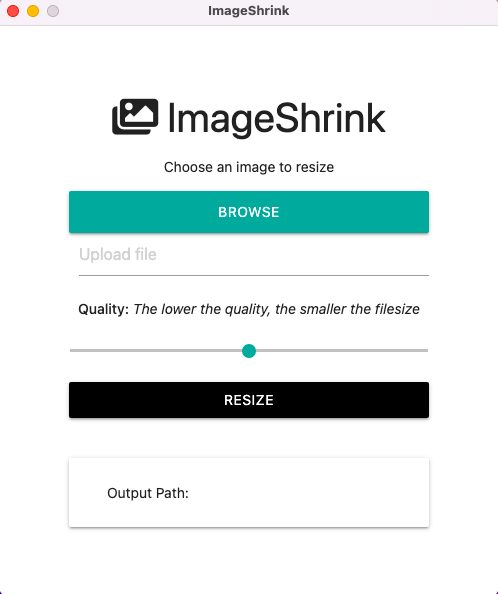 ImageShrink
ImageShrink
Choose an image to resize
BROWSE
Upload file
Quality: The lower the quality, the smaller the filesize
RESIZE
Output Path: